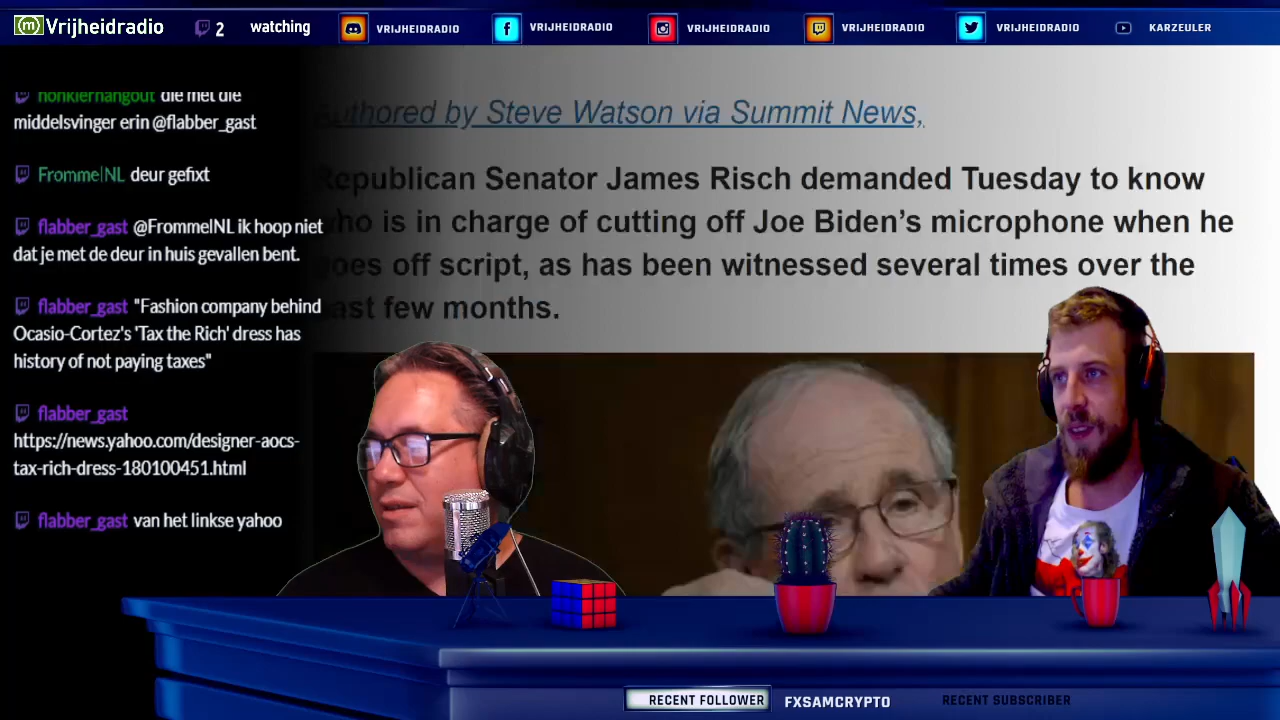 Vrijheidradio
2
watching
VRIJHEIDRADIO
VRIJHEIDRADIO
VRIJHEIDRADIO
VRIJHEIDRADIO
VRIJHEIDRADIO
KARZEULER
nonkiernangout die met die
middelsvinger erin @flabber_gast
FrommelNL deur gefixt
flabber_gast @FrommelNL ik hoop niet
dat je met de deur in huis gevallen bent.
flabber_gast "Fashion company behind
Ocasio-Cortez's 'Tax the Rich' dress has
history of not paying taxes"
flabber_gast
https://news.yahoo.com/designer-aocs-
tax-rich-dress-180100451.html
flabber_gast van het linkse yahoo
Authored by Steve Watson via Summit News,
Republican Senator James Risch demanded Tuesday to know
who is in charge of cutting off Joe Biden’s microphone when he
goes off script, as has been witnessed several times over the
past few months.
RECENT FOLLOWER
FXSAMCRYPTO
RECENT SUBSCRIBER